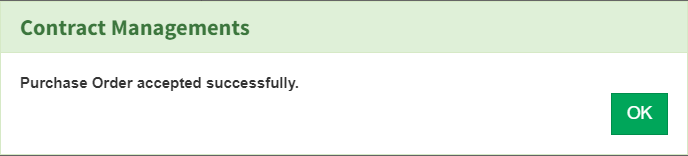 Contract Managements
Purchase Order accepted successfully.
OK